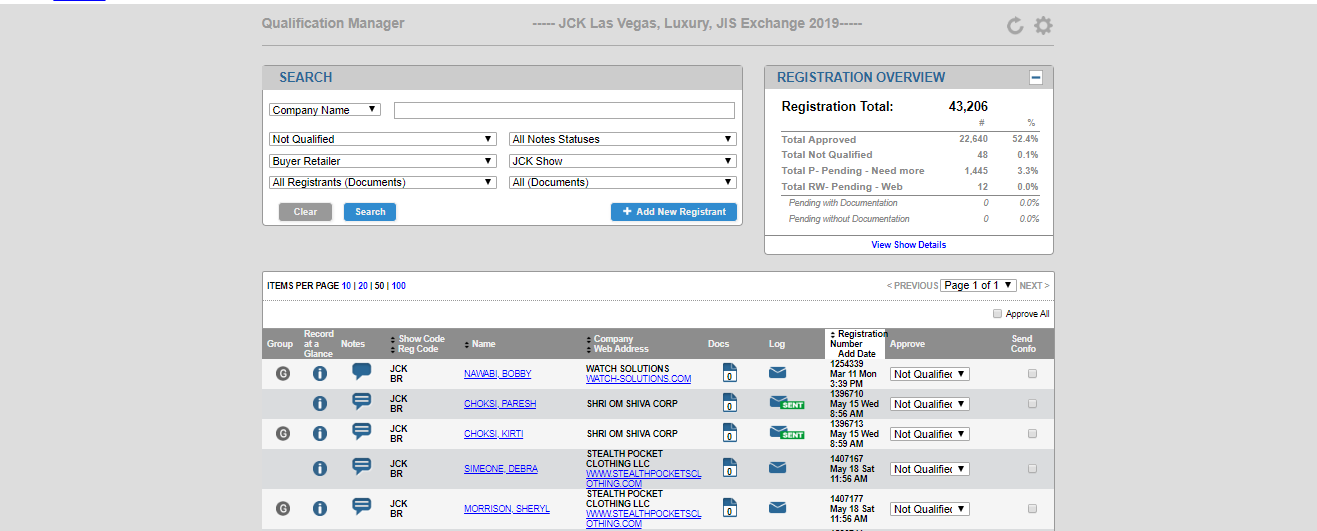 Qualification Manager ----- JCK Las Vegas, Luxury, JIS Exchange 2019-----
SEARCH
Company Name
Not Qualified All Notes Statuses
Buyer Retailer JCK Show
All Registrants (Documents) All (Documents)
Clear Search + Add New Registrant
REGISTRATION OVERVIEW
Registration Total: 43,206
# %
Total Approved 22,640 52.4%
Total Not Qualified 48 0.1%
Total P- Pending - Need more 1,445 3.3%
Total RW- Pending - Web 12 0.0%
Pending with Documentation 0 0.0%
Pending without Documentation 0 0.0%
View Show Details
ITEMS PER PAGE 10 | 20 | 50 | 100 < PREVIOUS Page 1 of 1 NEXT >
Approve All
Group Record at a Glance Notes Show Code Reg Code Name Company Web Address Docs Log Registration Number Add Date Approve Send Confo
G JCK BR NAWABI, BOBBY WATCH SOLUTIONS WATCH-SOLUTIONS.COM 0 1254339 Mar 11 Mon 3:39 PM Not Qualified
JCK BR CHOKSI, PARESH SHRI OM SHIVA CORP 0 SENT 1396710 May 15 Wed 8:56 AM Not Qualified
G JCK BR CHOKSI, KIRTI SHRI OM SHIVA CORP 0 SENT 1396713 May 15 Wed 8:59 AM Not Qualified
JCK BR SIMEONE, DEBRA STEALTH POCKET CLOTHING LLC WWW.STEALTHPOCKETSCLOTHING.COM 0 1407167 May 18 Sat 11:56 AM Not Qualified
G JCK BR MORRISON, SHERYL STEALTH POCKET CLOTHING LLC WWW.STEALTHPOCKETSCLOTHING.COM 0 1407177 May 18 Sat 11:56 AM Not Qualified